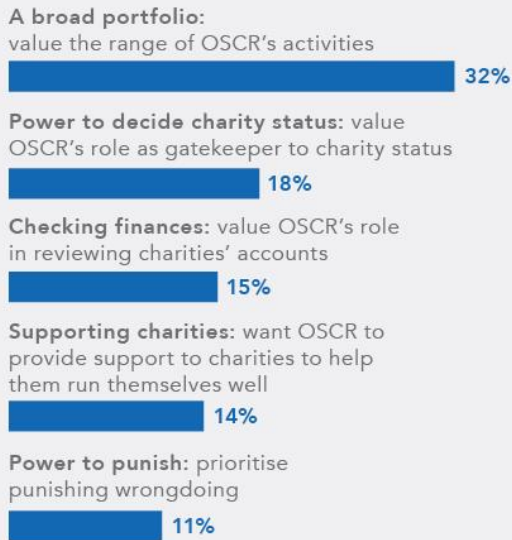 A broad portfolio:
value the range of OSCR’s activities
32%
Power to decide charity status: value
OSCR’s role as gatekeeper to charity status
18%
Checking finances: value OSCR’s role
in reviewing charities’ accounts
15%
Supporting charities: want OSCR to
provide support to charities to help
them run themselves well
14%
Power to punish: prioritise
punishing wrongdoing
11%